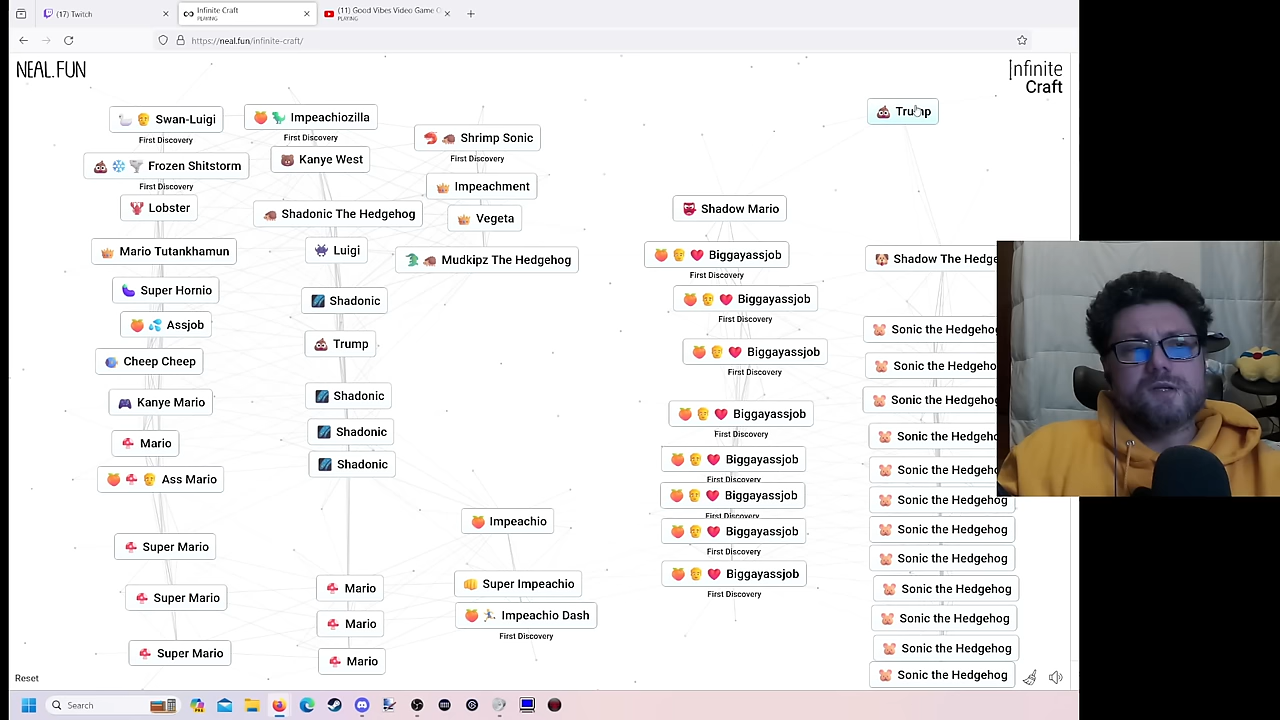 (17) Twitch
Infinite Craft
PLAYING
(11) Good Vibes Video Game
PLAYING
https://neal.fun/infinite-craft/
NEAL.FUN
Infinite
Craft
Swan-Luigi
First Discovery
Frozen Shitstorm
First Discovery
Lobster
Mario Tutankhamun
Super Hornio
Assjob
Cheep Cheep
Kanye Mario
Mario
Ass Mario
Super Mario
Super Mario
Super Mario
Impeachiozilla
First Discovery
Kanye West
Shadonic The Hedgehog
Luigi
Shadonic
Trump
Shadonic
Shadonic
Shadonic
Mario
Mario
Mario
Shrimp Sonic
First Discovery
Impeachment
Vegeta
Mudkipz The Hedgehog
Impeachio
Super Impeachio
Impeachio Dash
First Discovery
Shadow Mario
Biggayassjob
First Discovery
Biggayassjob
First Discovery
Biggayassjob
First Discovery
Biggayassjob
First Discovery
Biggayassjob
First Discovery
Biggayassjob
First Discovery
Biggayassjob
First Discovery
Biggayassjob
First Discovery
Trump
Shadow The Hedge
Sonic the Hedgeho
Sonic the Hedgeho
Sonic the Hedgeho
Sonic the Hedgeho
Sonic the Hedgeho
Sonic the Hedgehog
Sonic the Hedgehog
Sonic the Hedgehog
Sonic the Hedgehog
Sonic the Hedgehog
Sonic the Hedgehog
Sonic the Hedgehog
Reset
Search